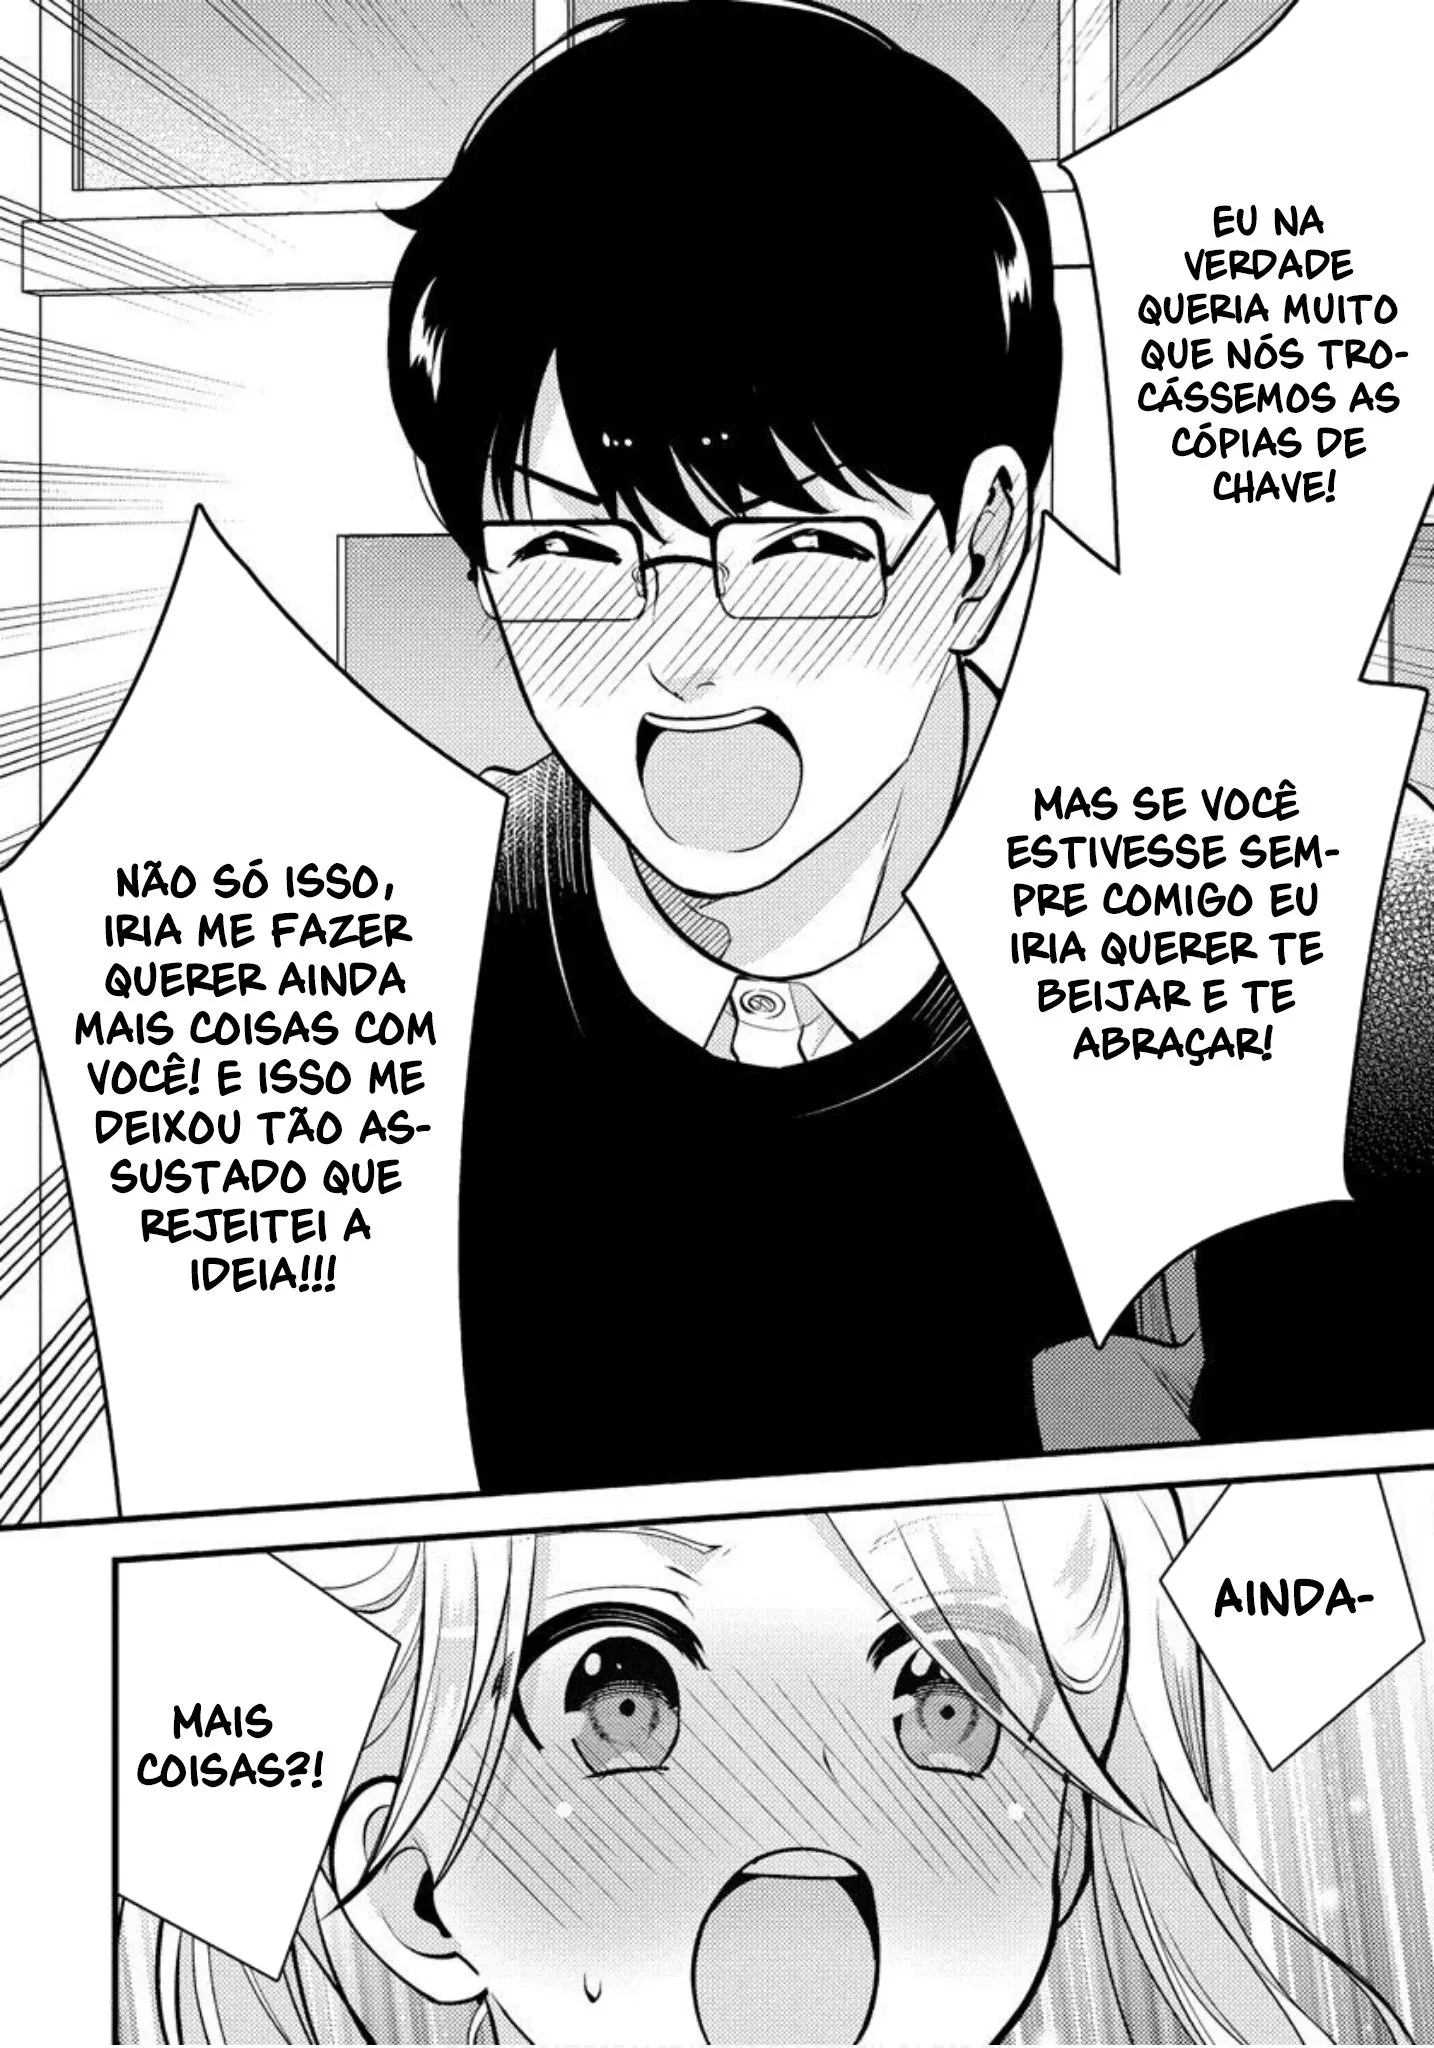 EU NA
VERDADE
QUERIA MUITO
QUE NÓS TRO-
CÁSSEMOS AS
CÓPIAS DE
CHAVE!
MAS SE VOCÊ
ESTIVESSE SEM-
PRE COMIGO EU
IRIA QUERER TE
BEIJAR E TE
ABRAÇAR!
NÃO SÓ ISSO,
IRIA ME FAZER
QUERER AINDA
MAIS COISAS COM
VOCÊ! E ISSO ME
DEIXOU TÃO AS-
SUSTADO QUE
REJEITEI A
IDEIA!!!
AINDA-
MAIS
COISAS?!